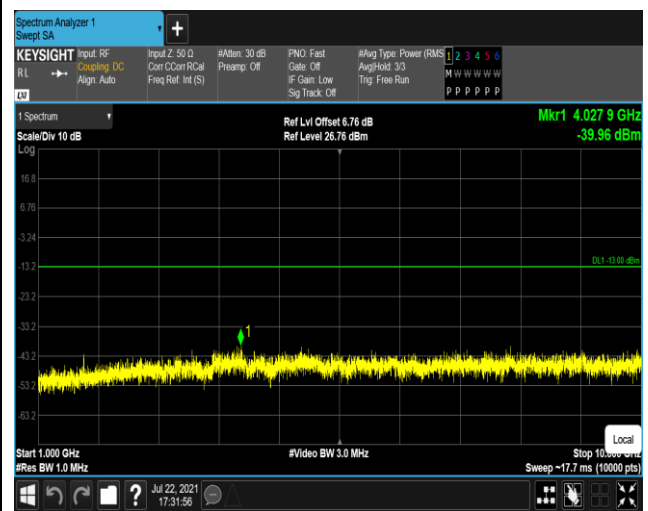 Spectrum Analyzer 1
Swept SA
+
KEYSIGHT Input: RF Input Z: 50 Ω #Atten: 30 dB PNO: Fast #Avg Type: Power (RMS 1 2 3 4 5 6
RL Coupling: DC Corr CCorr RCal Preamp: Off Gate: Off Avg|Hold: 3/3 M W W W W W
Align: Auto Freq Ref: Int (S) IF Gain: Low Trig: Free Run
LXI Sig Track: Off P P P P P P
1 Spectrum Ref Lvl Offset 6.76 dB Mkr1 4.027 9 GHz
Scale/Div 10 dB Ref Level 26.76 dBm -39.96 dBm
Log
16.8
6.76
-3.24
DL1 -13.00 dBm
-13.2
-23.2
-33.2
1
-43.2
-53.2
-63.2
Local
Start 1.000 GHz #Video BW 3.0 MHz Stop 10.000 GHz
#Res BW 1.0 MHz Sweep ~17.7 ms (10000 pts)
? Jul 22, 2021
17:31:56